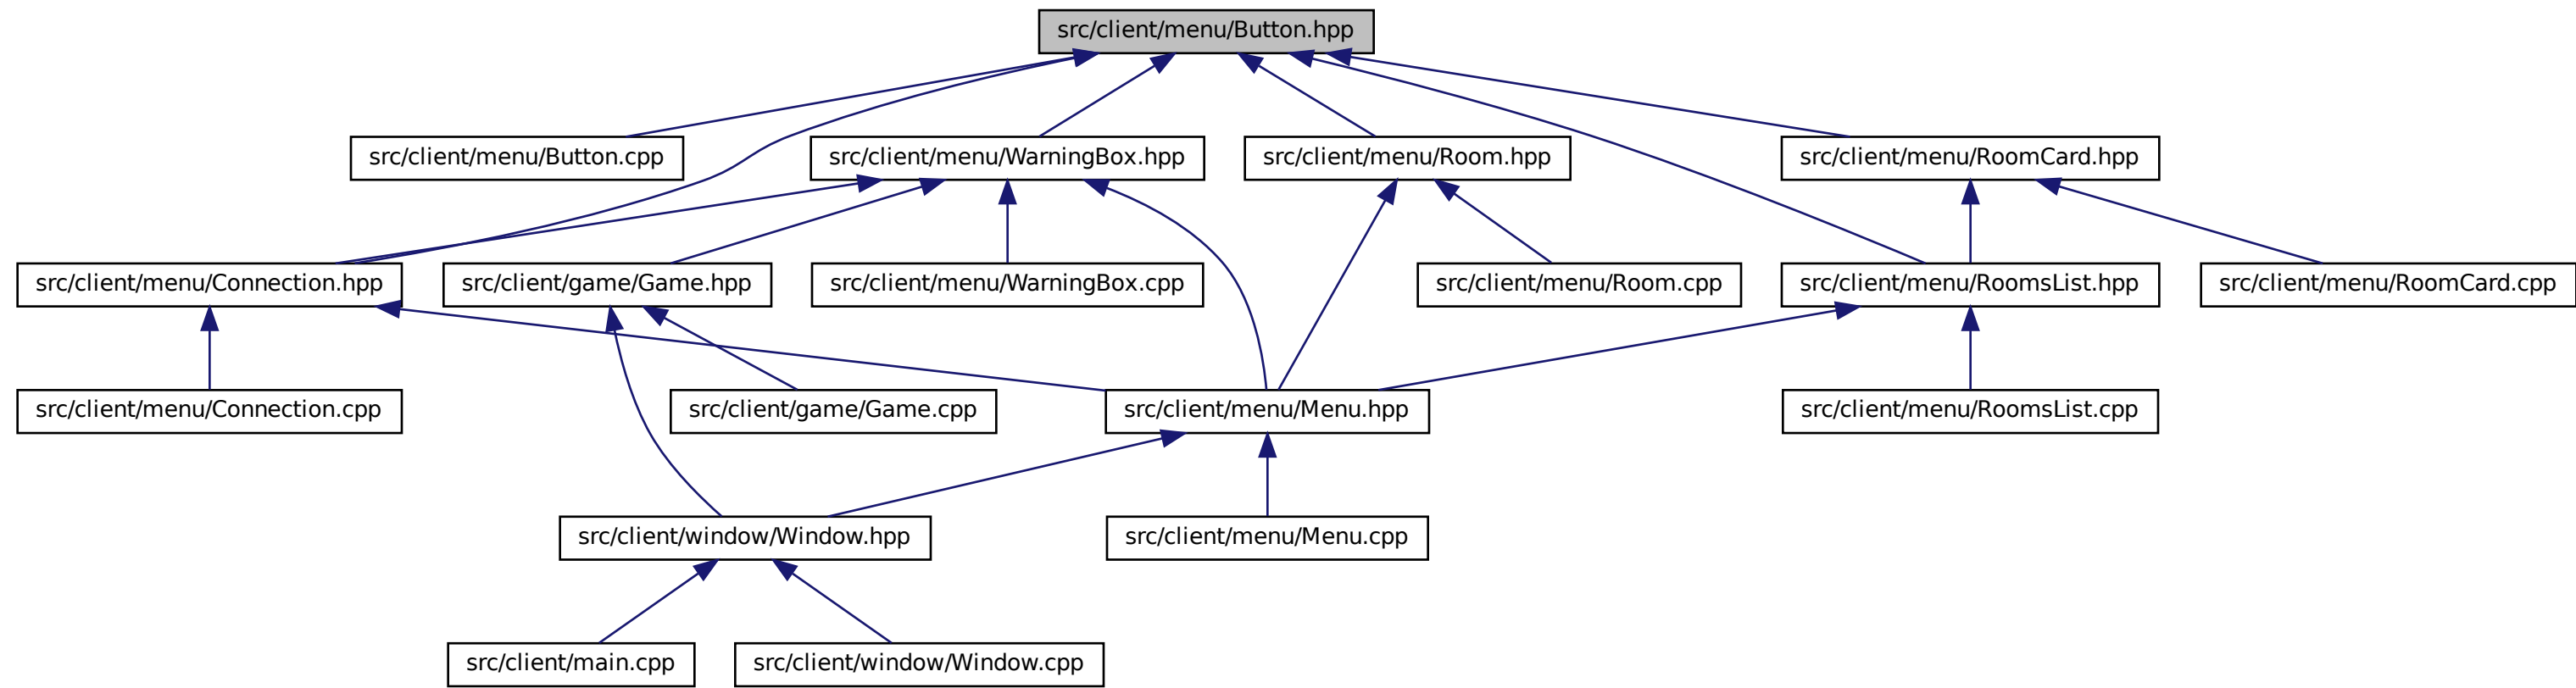 src/client/menu/Button.hpp
src/client/menu/Button.cpp
src/client/menu/WarningBox.hpp
src/client/menu/Room.hpp
src/client/menu/RoomCard.hpp
src/client/menu/Connection.hpp
src/client/game/Game.hpp
src/client/menu/WarningBox.cpp
src/client/menu/Room.cpp
src/client/menu/RoomsList.hpp
src/client/menu/RoomCard.cpp
src/client/menu/Connection.cpp
src/client/game/Game.cpp
src/client/menu/Menu.hpp
src/client/menu/RoomsList.cpp
src/client/window/Window.hpp
src/client/menu/Menu.cpp
src/client/main.cpp
src/client/window/Window.cpp